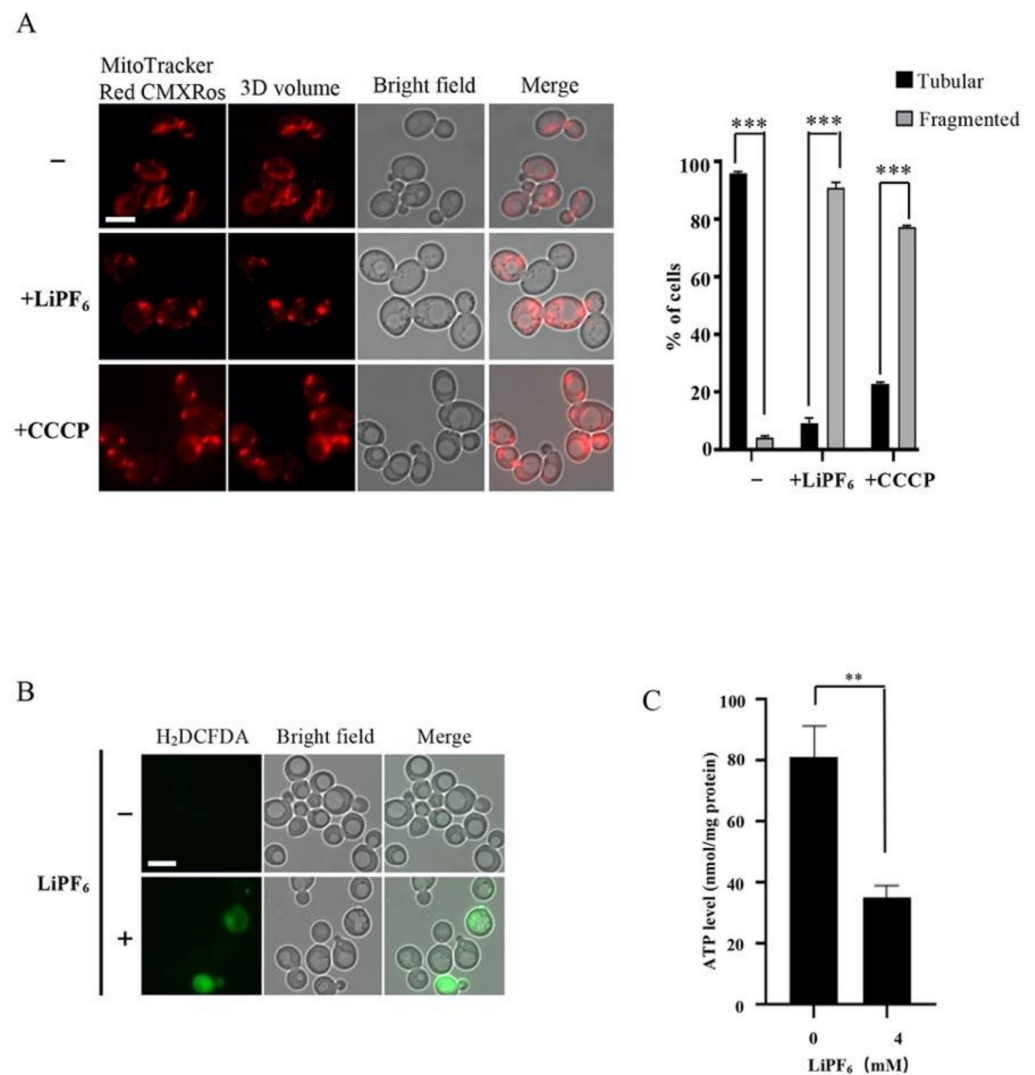 A
MitoTracker
Red CMXRos
3D volume
Bright field
Merge
−
+LiPF₆
+CCCP
Tubular
Fragmented
***
***
***
% of cells
100
80
60
40
20
0
−
+LiPF₆
+CCCP
B
H₂DCFDA
Bright field
Merge
LiPF₆
−
+
C
**
ATP level (nmol/mg protein)
100
80
60
40
20
0
0
4
LiPF₆ (mM)